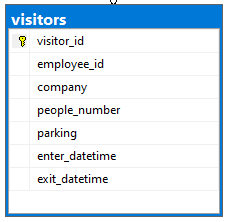 visitors
visitor_id
employee_id
company
people_number
parking
enter_datetime
exit_datetime